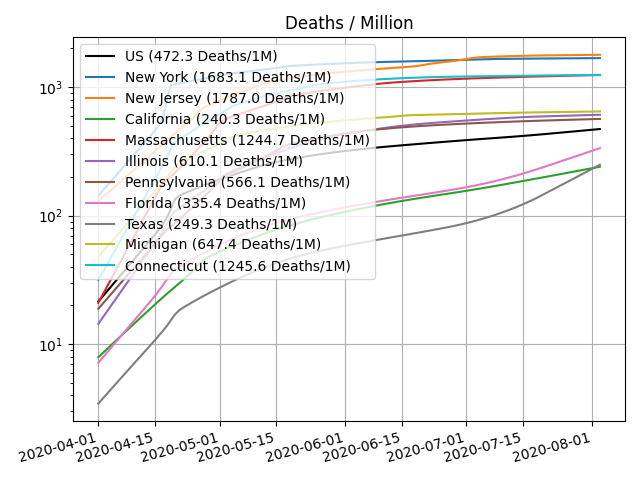 Deaths / Million
US (472.3 Deaths/1M)
New York (1683.1 Deaths/1M)
New Jersey (1787.0 Deaths/1M)
California (240.3 Deaths/1M)
Massachusetts (1244.7 Deaths/1M)
Illinois (610.1 Deaths/1M)
Pennsylvania (566.1 Deaths/1M)
Florida (335.4 Deaths/1M)
Texas (249.3 Deaths/1M)
Michigan (647.4 Deaths/1M)
Connecticut (1245.6 Deaths/1M)
10³
10²
10¹
2020-04-01
2020-04-15
2020-05-01
2020-05-15
2020-06-01
2020-06-15
2020-07-01
2020-07-15
2020-08-01